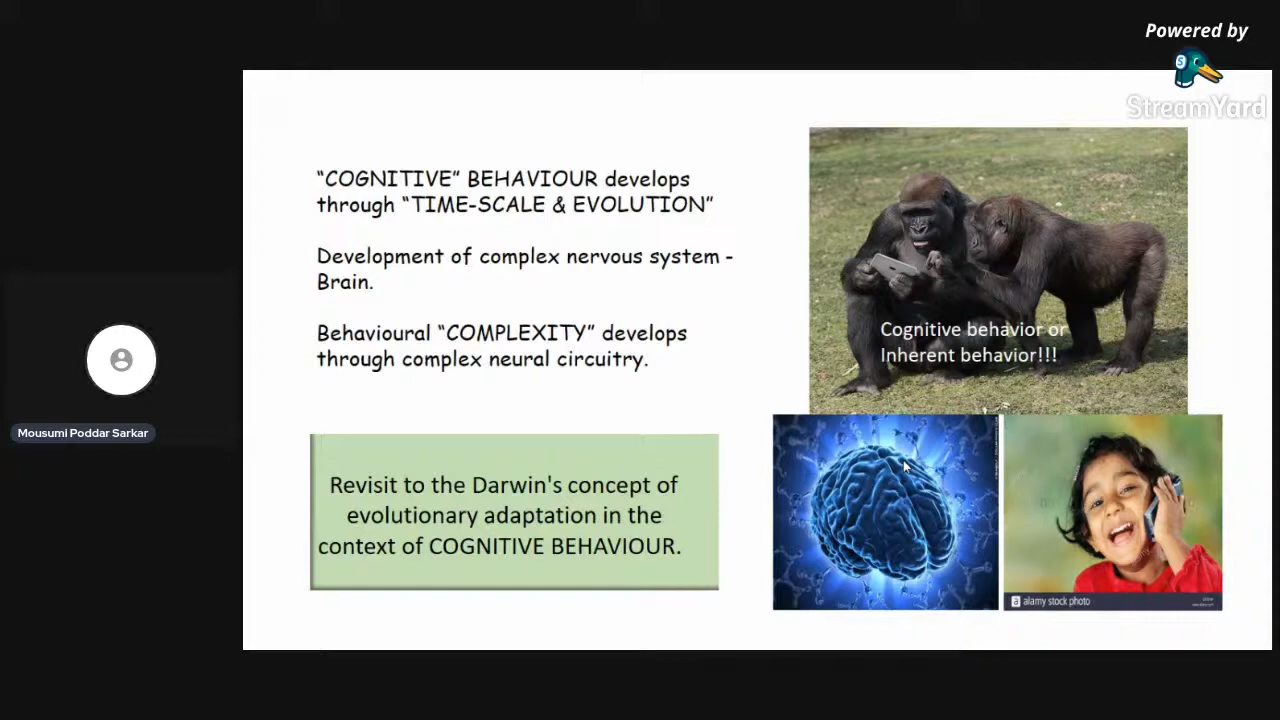 Powered by
StreamYard
"COGNITIVE" BEHAVIOUR develops
through "TIME-SCALE & EVOLUTION"
Development of complex nervous system -
Brain.
Behavioural "COMPLEXITY" develops
through complex neural circuitry.
Cognitive behavior or
Inherent behavior!!!
Mousumi Poddar Sarkar
Revisit to the Darwin's concept of
evolutionary adaptation in the
context of COGNITIVE BEHAVIOUR.
a alamy stock photo